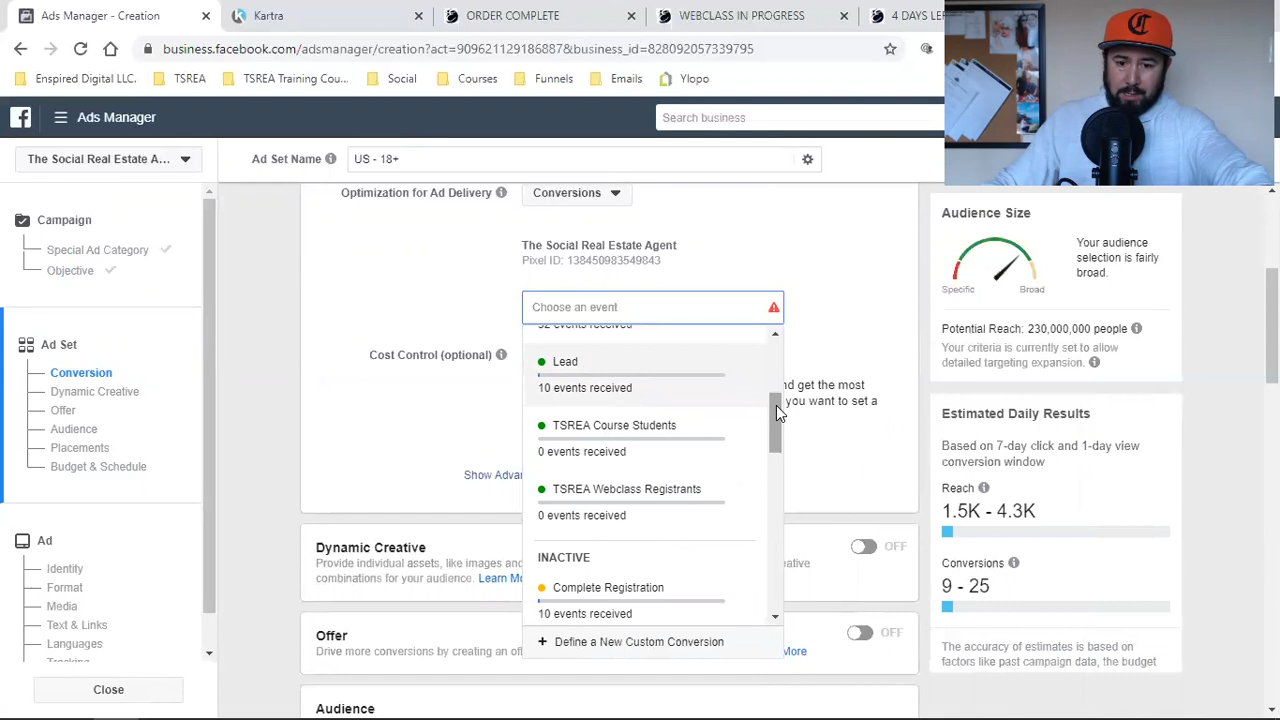 Ads Manager - Creation
Kartra
ORDER COMPLETE
WEBCLASS IN PROGRESS
4 DAYS LE
business.facebook.com/adsmanager/creation?act=909621129186887&business_id=828092057339795
Enspired Digital LLC.
TSREA
TSREA Training Cou...
Social
Courses
Funnels
Emails
Ylopo
Ads Manager
Search business
The Social Real Estate A...
Ad Set Name
US - 18+
Campaign
Special Ad Category
Objective
Ad Set
Conversion
Dynamic Creative
Offer
Audience
Placements
Budget & Schedule
Ad
Identity
Format
Media
Text & Links
Languages
Tracking
Close
Optimization for Ad Delivery
Conversions
The Social Real Estate Agent
Pixel ID: 138450983549843
Choose an event
52 events received
Lead
10 events received
TSREA Course Students
0 events received
TSREA Webclass Registrants
0 events received
INACTIVE
Complete Registration
10 events received
+ Define a New Custom Conversion
Cost Control (optional)
nd get the most
you want to set a
Show Advan
Dynamic Creative
OFF
Provide individual assets, like images and
eative
combinations for your audience. Learn Mo
Offer
OFF
Drive more conversions by creating an off
More
Audience
Audience Size
Specific
Broad
Your audience
selection is fairly
broad.
Potential Reach: 230,000,000 people
Your criteria is currently set to allow
detailed targeting expansion.
Estimated Daily Results
Based on 7-day click and 1-day view
conversion window
Reach
1.5K - 4.3K
Conversions
9 - 25
The accuracy of estimates is based on
factors like past campaign data, the budget